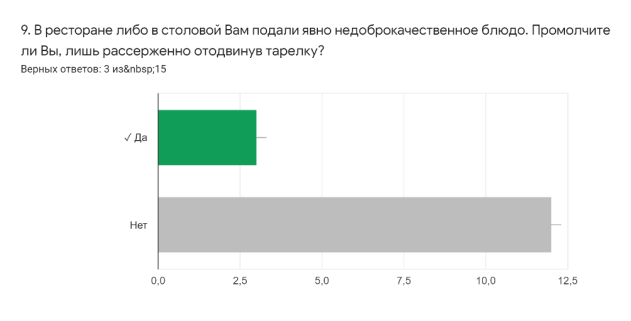 9. В ресторане либо в столовой Вам подали явно недоброкачественное блюдо. Промолчите
ли Вы, лишь рассерженно отодвинув тарелку?
Верных ответов: 3 из&nbsp;15
✓ Да
Нет
0,0 2,5 5,0 7,5 10,0 12,5